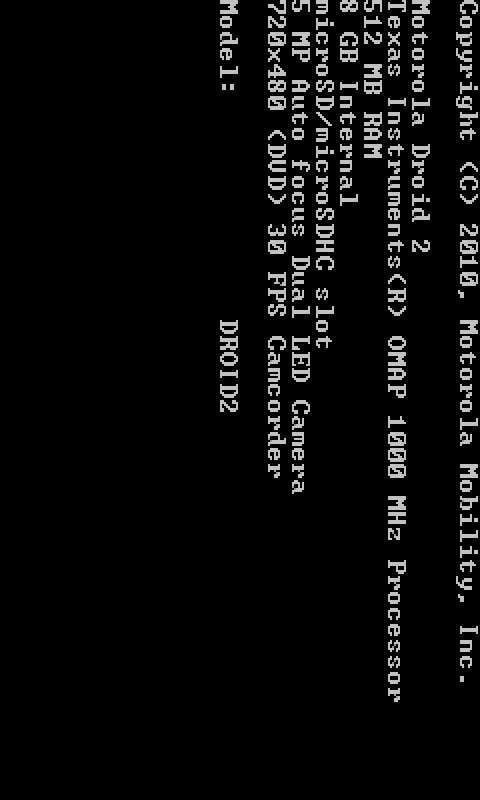 Copyright (C) 2010, Motorola Mobility, Inc.
Motorola Droid 2
Texas Instruments(R) OMAP 1000 MHz Processor
512 MB RAM
8 GB Internal
microSD/microSDHC slot
5 MP Auto focus Dual LED Camera
720x480 (DVD) 30 FPS Camcorder
Model: DROID2